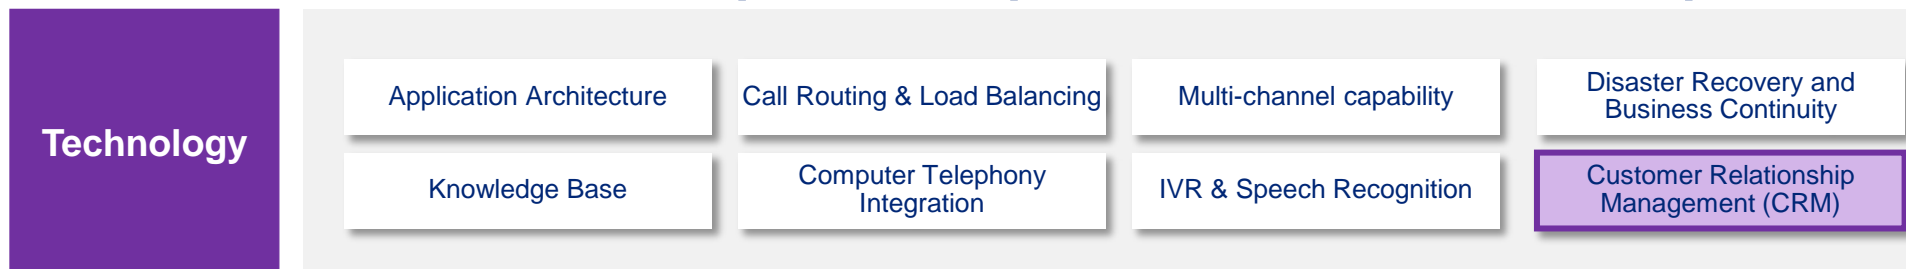 Technology
Application Architecture
Call Routing & Load Balancing
Multi-channel capability
Disaster Recovery and
Business Continuity
Knowledge Base
Computer Telephony
Integration
IVR & Speech Recognition
Customer Relationship
Management (CRM)